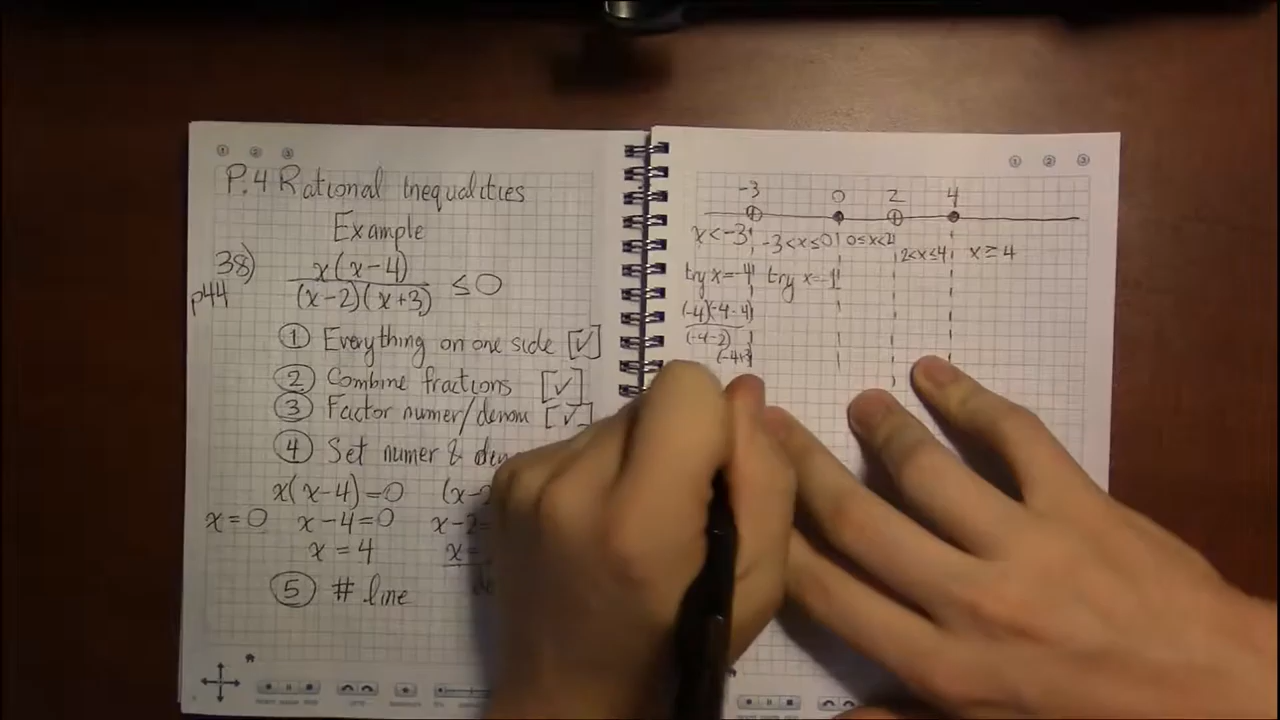 P.4 Rational Inequalities
Example
38)
p44
x(x-4)
(x-2)(x+3) ≤ 0
① Everything on one side [✓]
② Combine fractions [✓]
③ Factor numer/denom [✓]
④ Set numer &
x(x-4)=0 (x-2
x=0 x-4=0 x-2=
x=4 x=
⑤ # line
-3 0 2 4
x<-3 -3<x≤0 0≤x<2 2<x≤4 x≥4
try x=-4 try x=-1
(-4)(-4-4)
(-4-2)
(-4+3